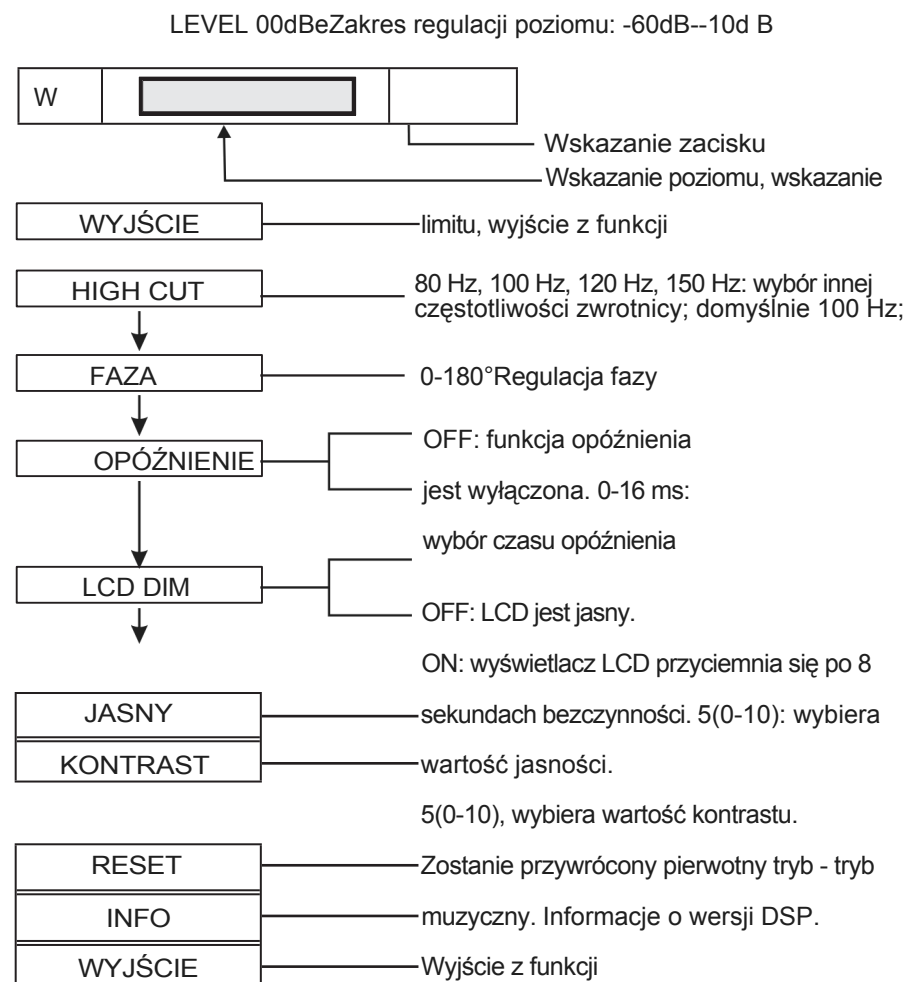 LEVEL 00dBeZakres regulacji poziomu: -60dB--10d B
W
Wskazanie zacisku
Wskazanie poziomu, wskazanie
WYJŚCIE
limitu, wyjście z funkcji
HIGH CUT
80 Hz, 100 Hz, 120 Hz, 150 Hz: wybór innej
częstotliwości zwrotnicy; domyślnie 100 Hz;
FAZA
0-180°Regulacja fazy
OFF: funkcja opóźnienia
OPÓŹNIENIE
jest wyłączona. 0-16 ms:
wybór czasu opóźnienia
LCD DIM
OFF: LCD jest jasny.
ON: wyświetlacz LCD przyciemnia się po 8
JASNY
sekundach bezczynności. 5(0-10): wybiera
KONTRAST
wartość jasności.
5(0-10), wybiera wartość kontrastu.
RESET
Zostanie przywrócony pierwotny tryb - tryb
INFO
muzyczny. Informacje o wersji DSP.
WYJŚCIE
Wyjście z funkcji